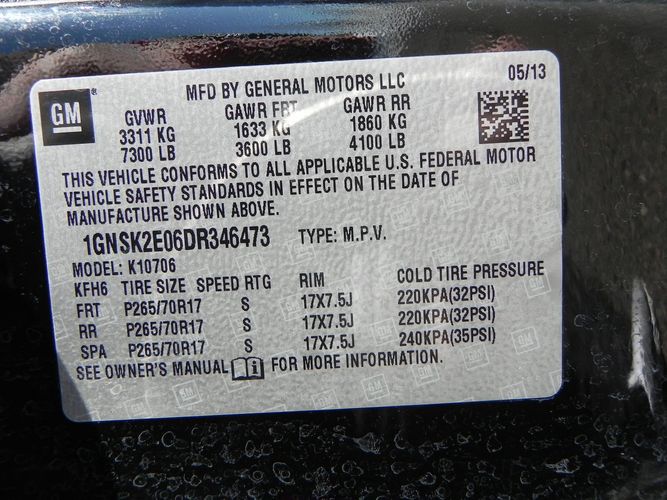 MFD BY GENERAL MOTORS LLC 05/13
GM®
GVWR GAWR FRT GAWR RR
3311 KG 1633 KG 1860 KG
7300 LB 3600 LB 4100 LB
THIS VEHICLE CONFORMS TO ALL APPLICABLE U.S. FEDERAL MOTOR
VEHICLE SAFETY STANDARDS IN EFFECT ON THE DATE OF
MANUFACTURE SHOWN ABOVE.
1GNSK2E06DR346473 TYPE: M.P.V.
MODEL: K10706
KFH6 TIRE SIZE SPEED RTG RIM COLD TIRE PRESSURE
FRT P265/70R17 S 17X7.5J 220KPA(32PSI)
RR P265/70R17 S 17X7.5J 220KPA(32PSI)
SPA P265/70R17 S 17X7.5J 240KPA(35PSI)
SEE OWNER'S MANUAL i FOR MORE INFORMATION.